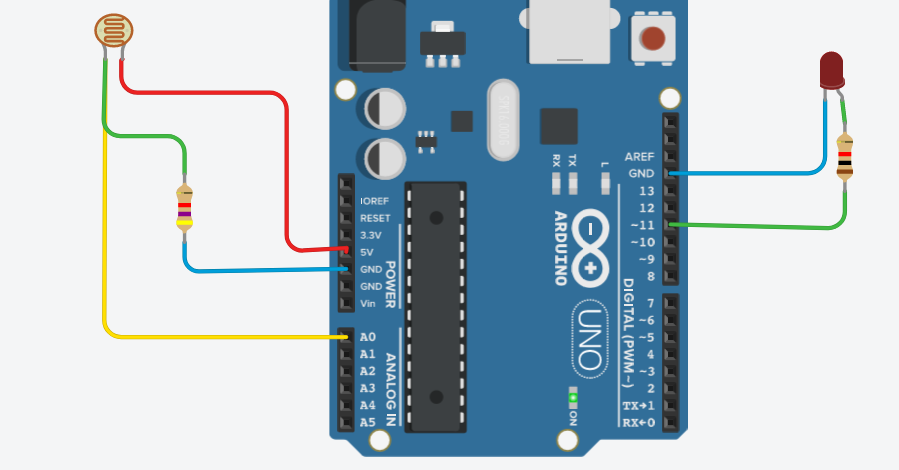 AREF
GND
13
12
~11
~10
~9
8
7
~6
~5
4
~3
2
TX→1
RX←0
DIGITAL (PWM~)
IOREF
RESET
3.3V
5V
GND
GND
Vin
POWER
A0
A1
A2
A3
A4
A5
ANALOG IN
RX
TX
L
ARDUINO
UNO
ON